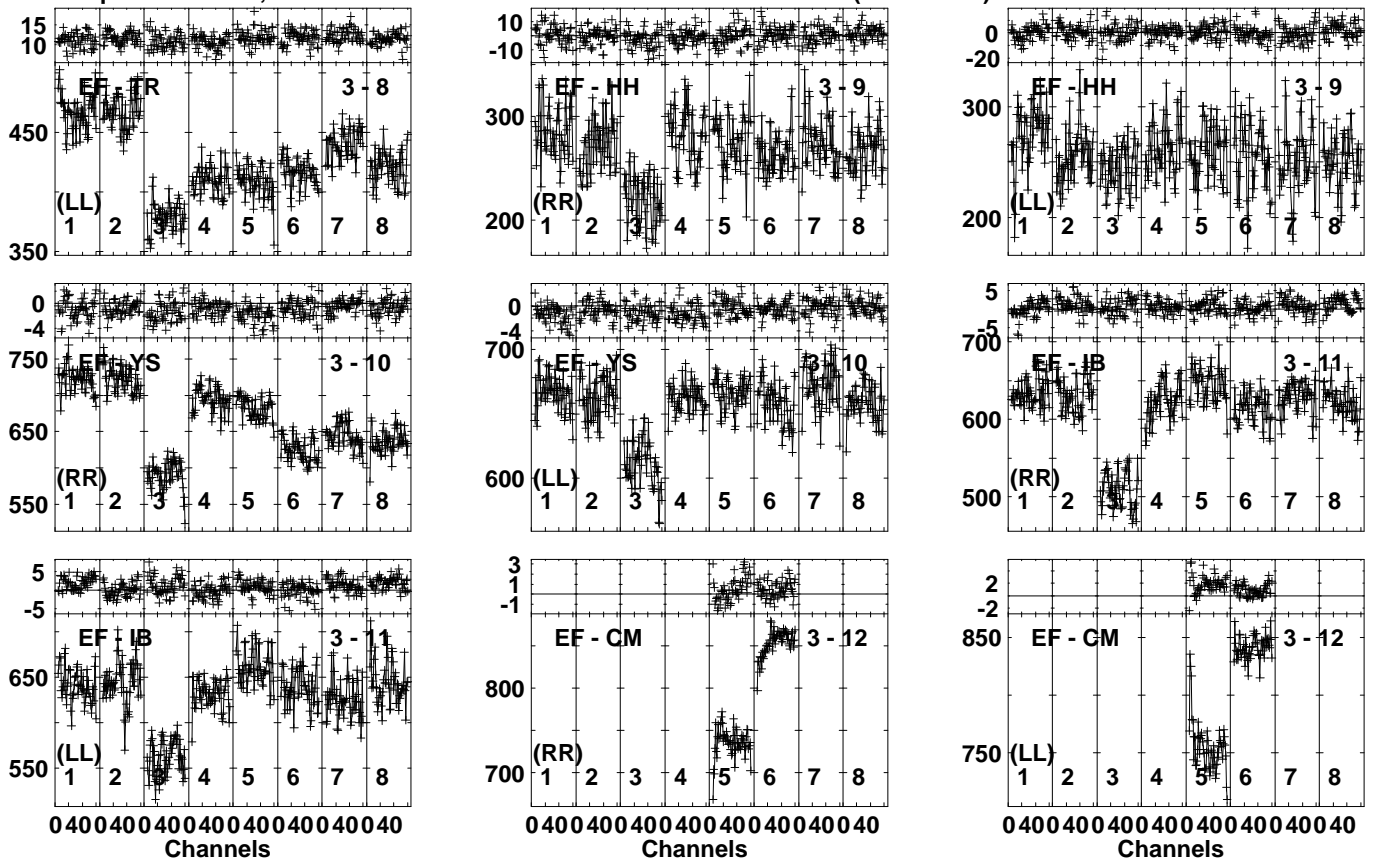 15
10
EF - TR 3 - 8
450
(LL)
1 2 3 4 5 6 7 8
350
10
-10
EF - HH 3 - 9
300
(RR)
200
1 2 3 4 5 6 7 8
0
-20
EF - HH 3 - 9
300
(LL)
200
1 2 3 4 5 6 7 8
0
-4
750
EF - YS 3 - 10
650
(RR)
550
1 2 3 4 5 6 7 8
0
-4
700
EF - YS 3 - 10
600
(LL)
1 2 3 4 5 6 7 8
5
-5
700
EF - IB 3 - 11
600
(RR)
500
1 2 3 4 5 6 7 8
5
-5
EF - IB 3 - 11
650
(LL)
550
1 2 3 4 5 6 7 8
0 40 0 40 0 40 0 40 0 40 0 40 0 40 0 40
Channels
3
1
-1
EF - CM 3 - 12
800
(RR)
700
1 2 3 4 5 6 7 8
0 40 0 40 0 40 0 40 0 40 0 40 0 40 0 40
Channels
2
-2
850
EF - CM 3 - 12
(LL)
750
1 2 3 4 5 6 7 8
0 40 0 40 0 40 0 40 0 40 0 40 0 40 0 40
Channels